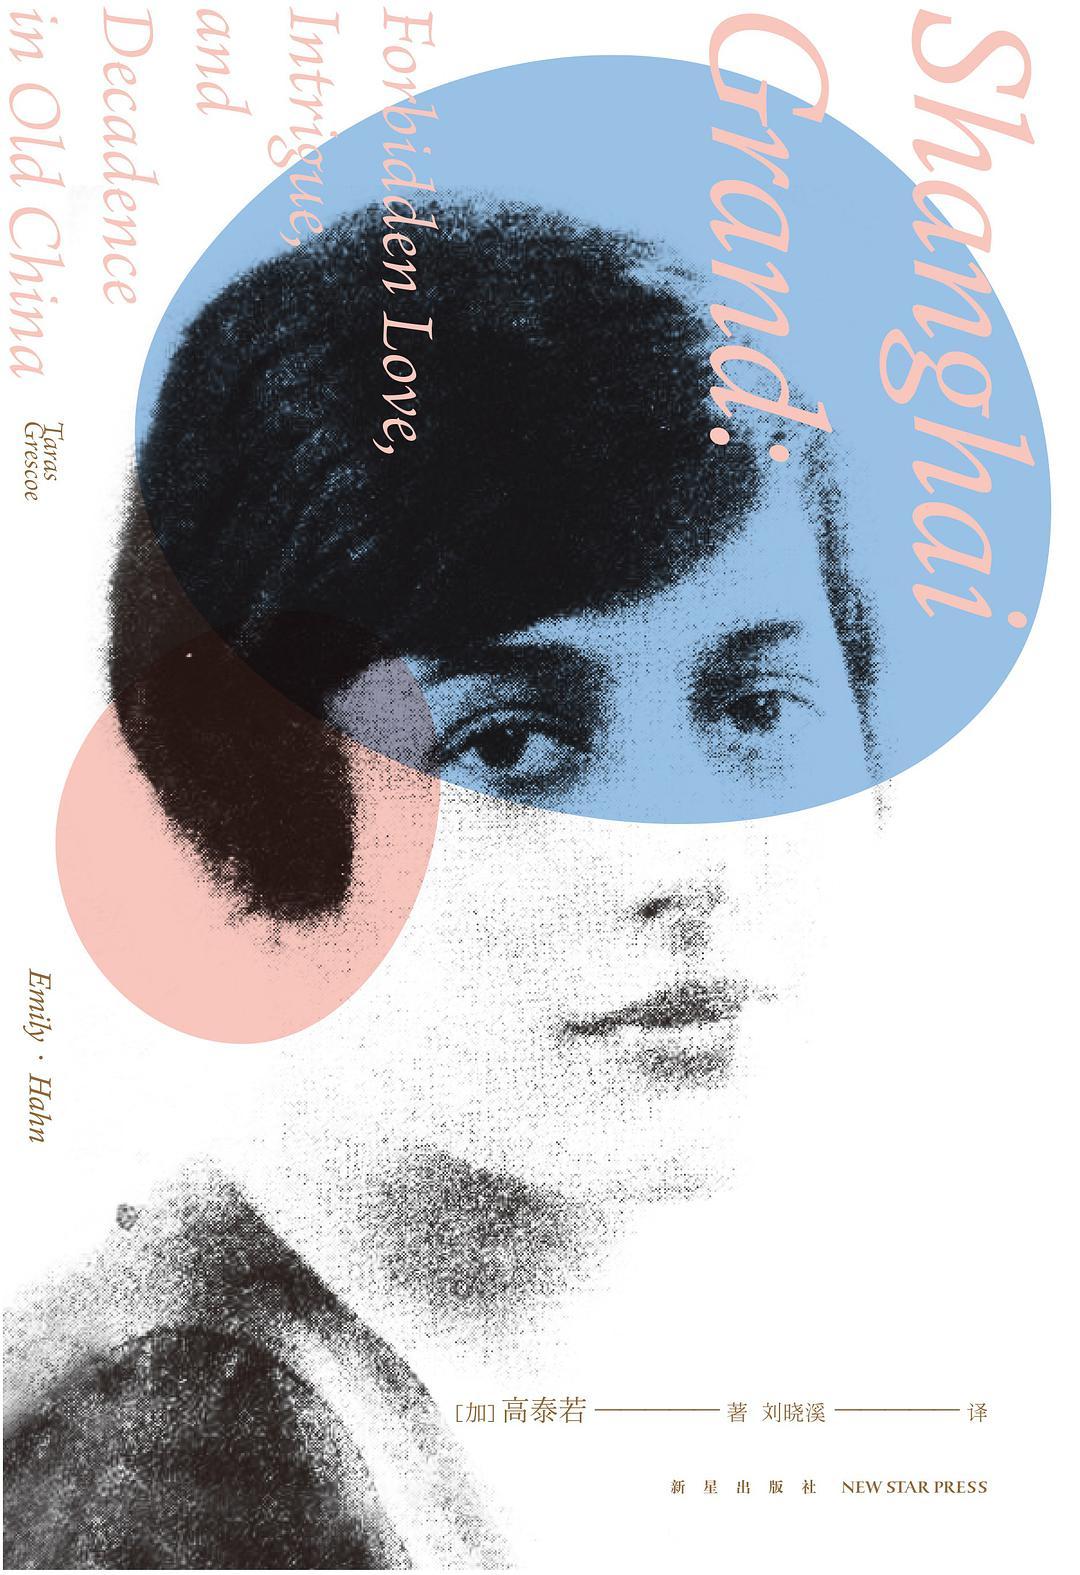 Shanghai
Grand:
Forbidden Love,
Intrigue,
and
Decadence
in Old China
Taras
Grescoe
Emily · Hahn
[加] 高泰若 著 刘晓溪 译
新星出版社 NEW STAR PRESS